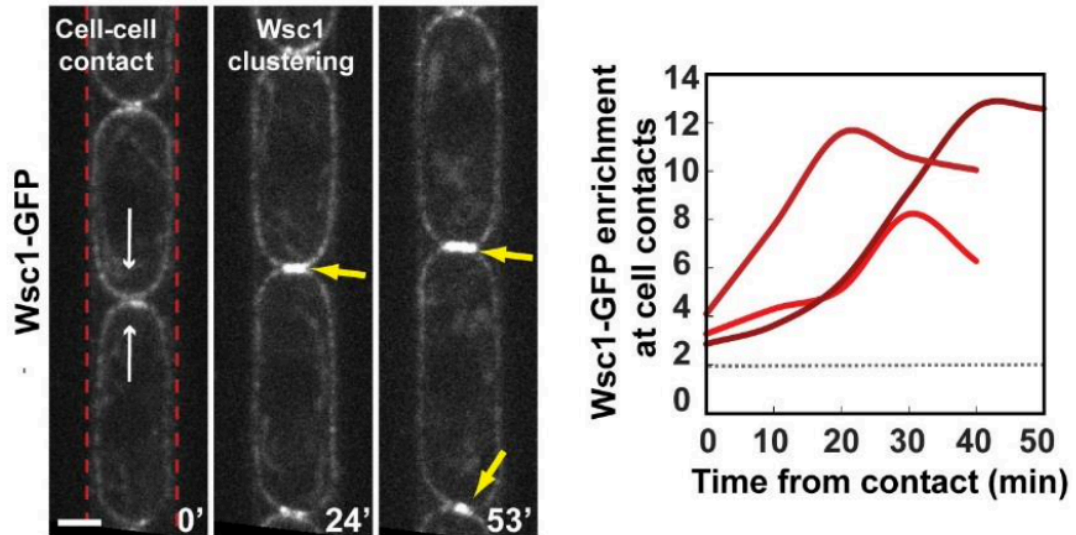 Wsc1-GFP
Cell-cell
contact
0’
Wsc1
clustering
24’
53’
Wsc1-GFP enrichment
at cell contacts
14
12
10
8
6
4
2
0
0 10 20 30 40 50
Time from contact (min)